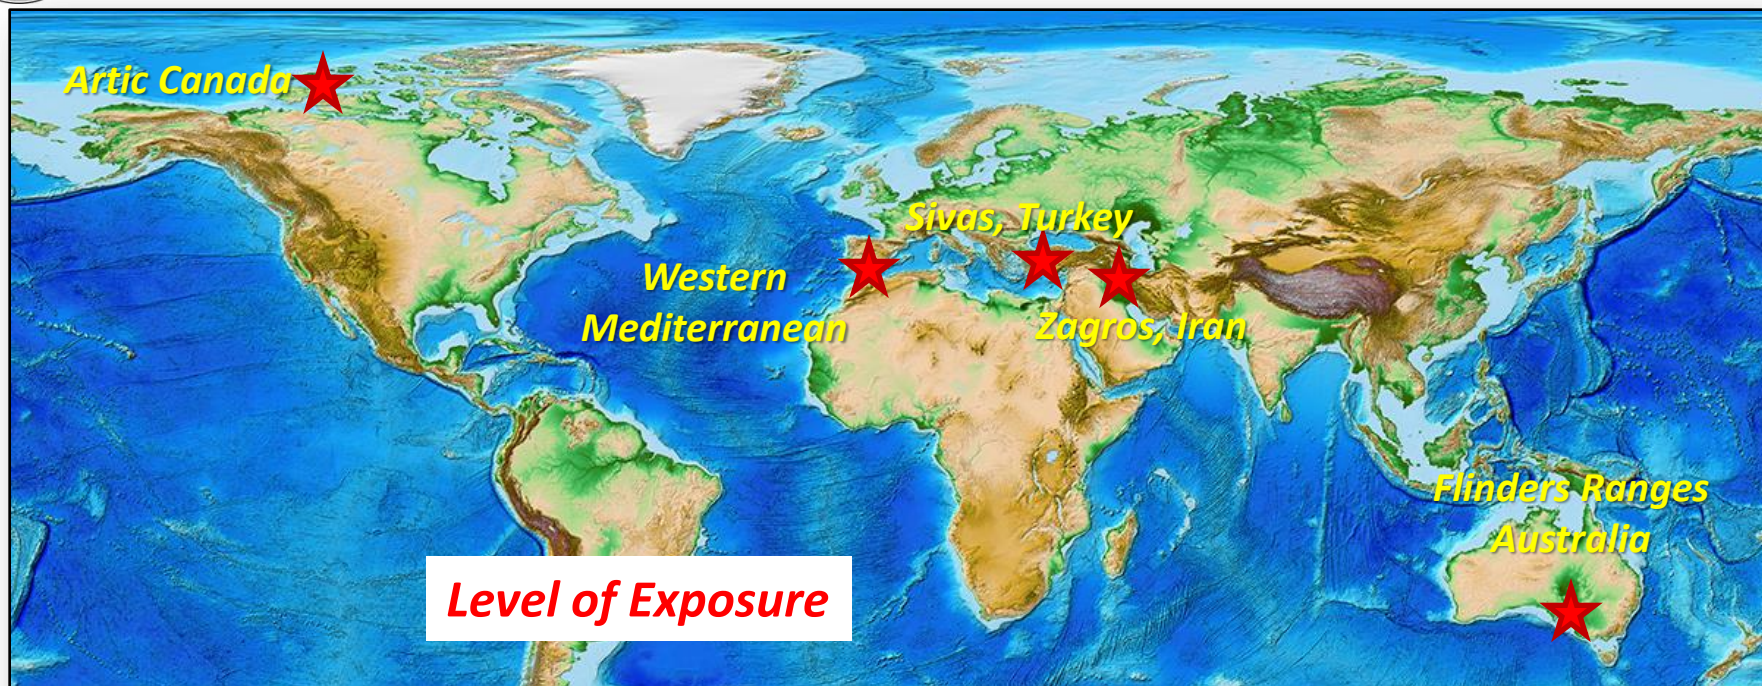 Artic Canada
Sivas, Turkey
Western
Mediterranean
Zagros, Iran
Flinders Ranges
Australia
Level of Exposure